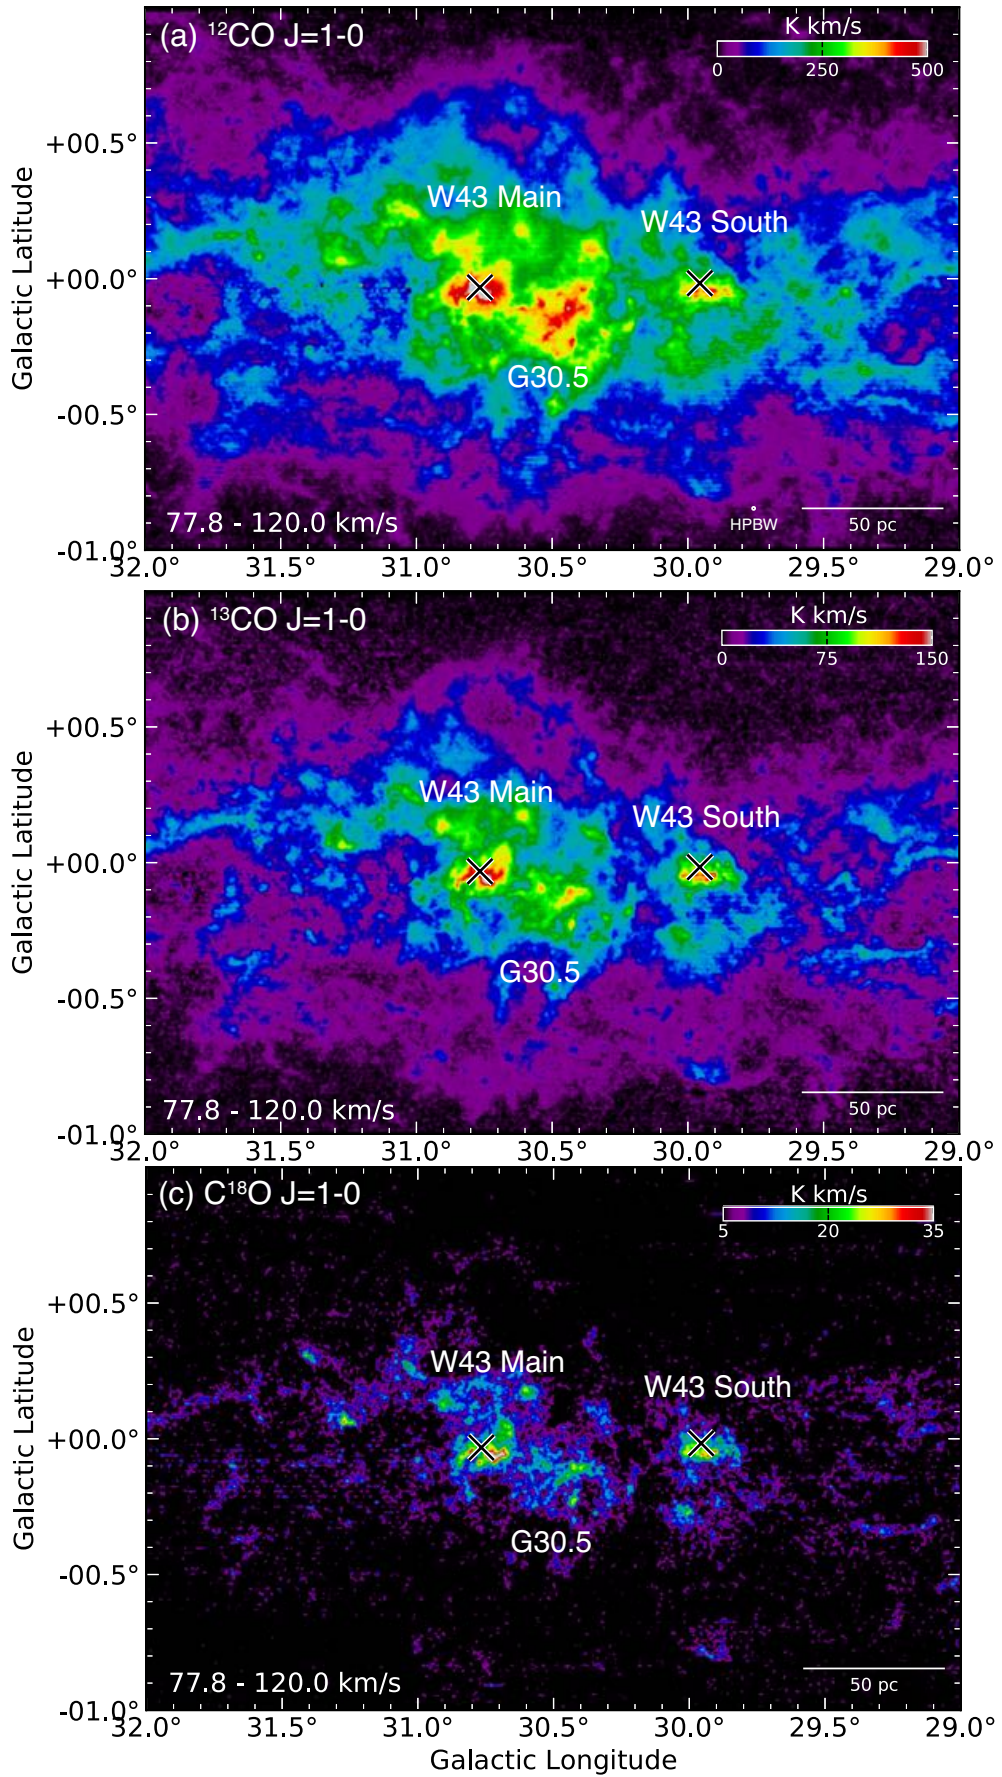 (a) ¹²CO J=1-0
K km/s
0 250 500
+00.5°
W43 Main
W43 South
+00.0°
G30.5
-00.5°
77.8 - 120.0 km/s
HPBW
50 pc
-01.0°
32.0° 31.5° 31.0° 30.5° 30.0° 29.5° 29.0°
Galactic Latitude
(b) ¹³CO J=1-0
K km/s
0 75 150
+00.5°
W43 Main
W43 South
+00.0°
G30.5
-00.5°
77.8 - 120.0 km/s
50 pc
-01.0°
32.0° 31.5° 31.0° 30.5° 30.0° 29.5° 29.0°
Galactic Latitude
(c) C¹⁸O J=1-0
K km/s
5 20 35
+00.5°
W43 Main
W43 South
+00.0°
G30.5
-00.5°
77.8 - 120.0 km/s
50 pc
-01.0°
32.0° 31.5° 31.0° 30.5° 30.0° 29.5° 29.0°
Galactic Latitude
Galactic Longitude